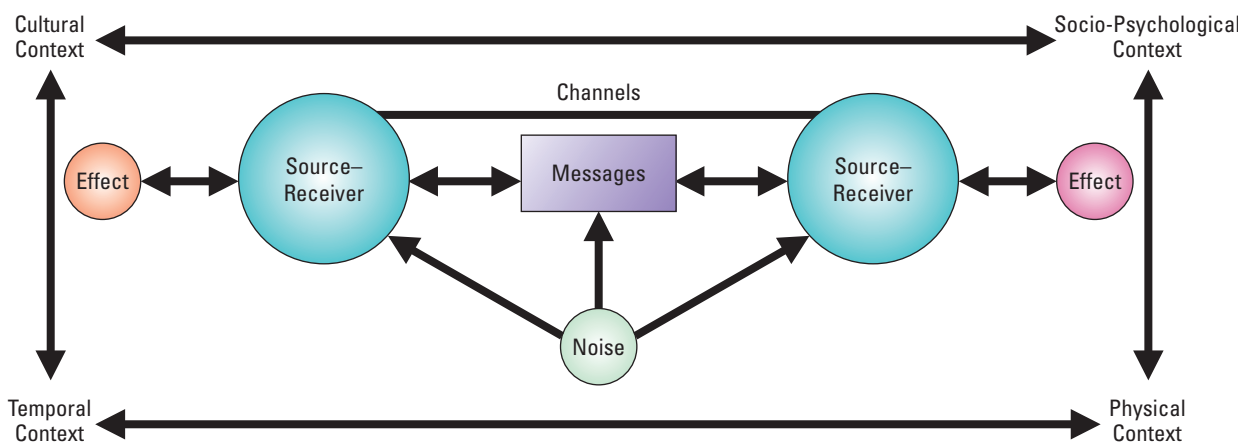 Cultural
Context
Socio-Psychological
Context
Channels
Effect
Source–
Receiver
Messages
Source–
Receiver
Effect
Noise
Temporal
Context
Physical
Context